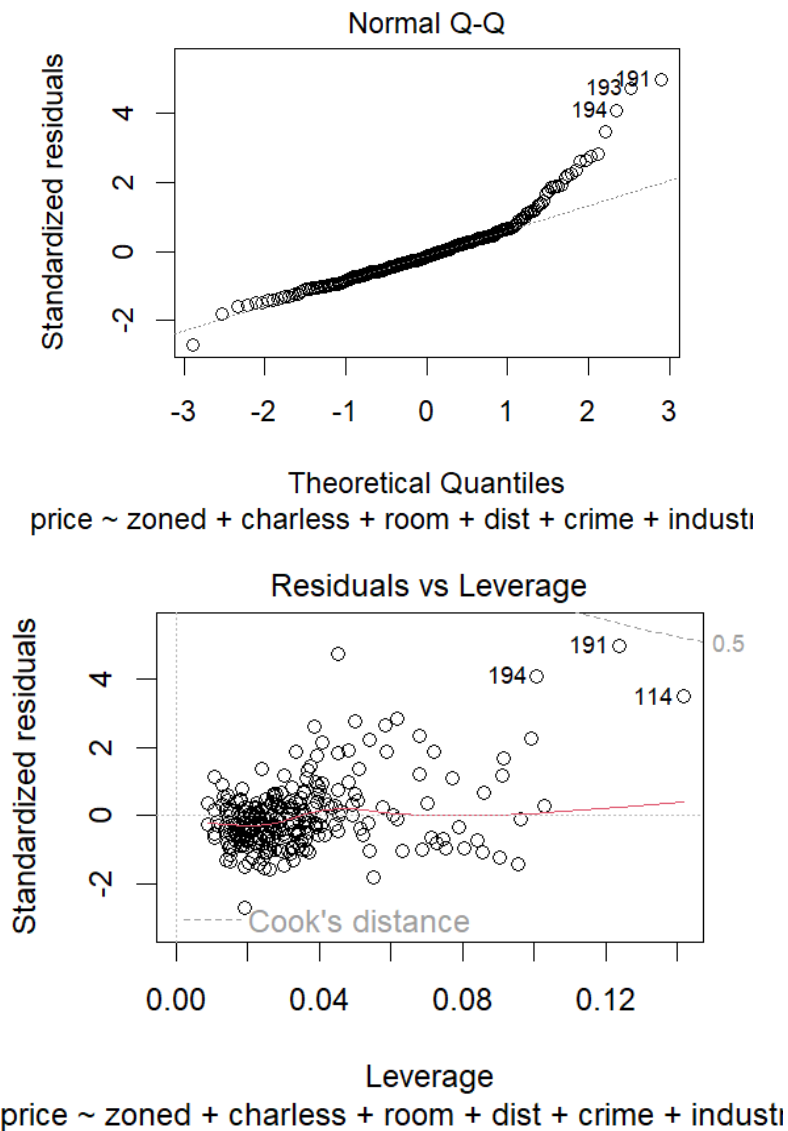 Normal Q-Q
Standardized residuals
4
2
0
-2
191
193
194
-3 -2 -1 0 1 2 3
Theoretical Quantiles
price ~ zoned + charless + room + dist + crime + industr
Residuals vs Leverage
Standardized residuals
4
2
0
-2
0.5
191
194
114
Cook's distance
0.00 0.04 0.08 0.12
Leverage
price ~ zoned + charless + room + dist + crime + industr